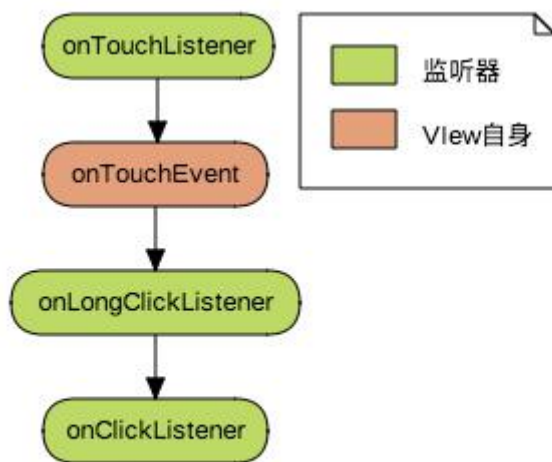 onTouchListener
监听器
VIew自身
onTouchEvent
onLongClickListener
onClickListener